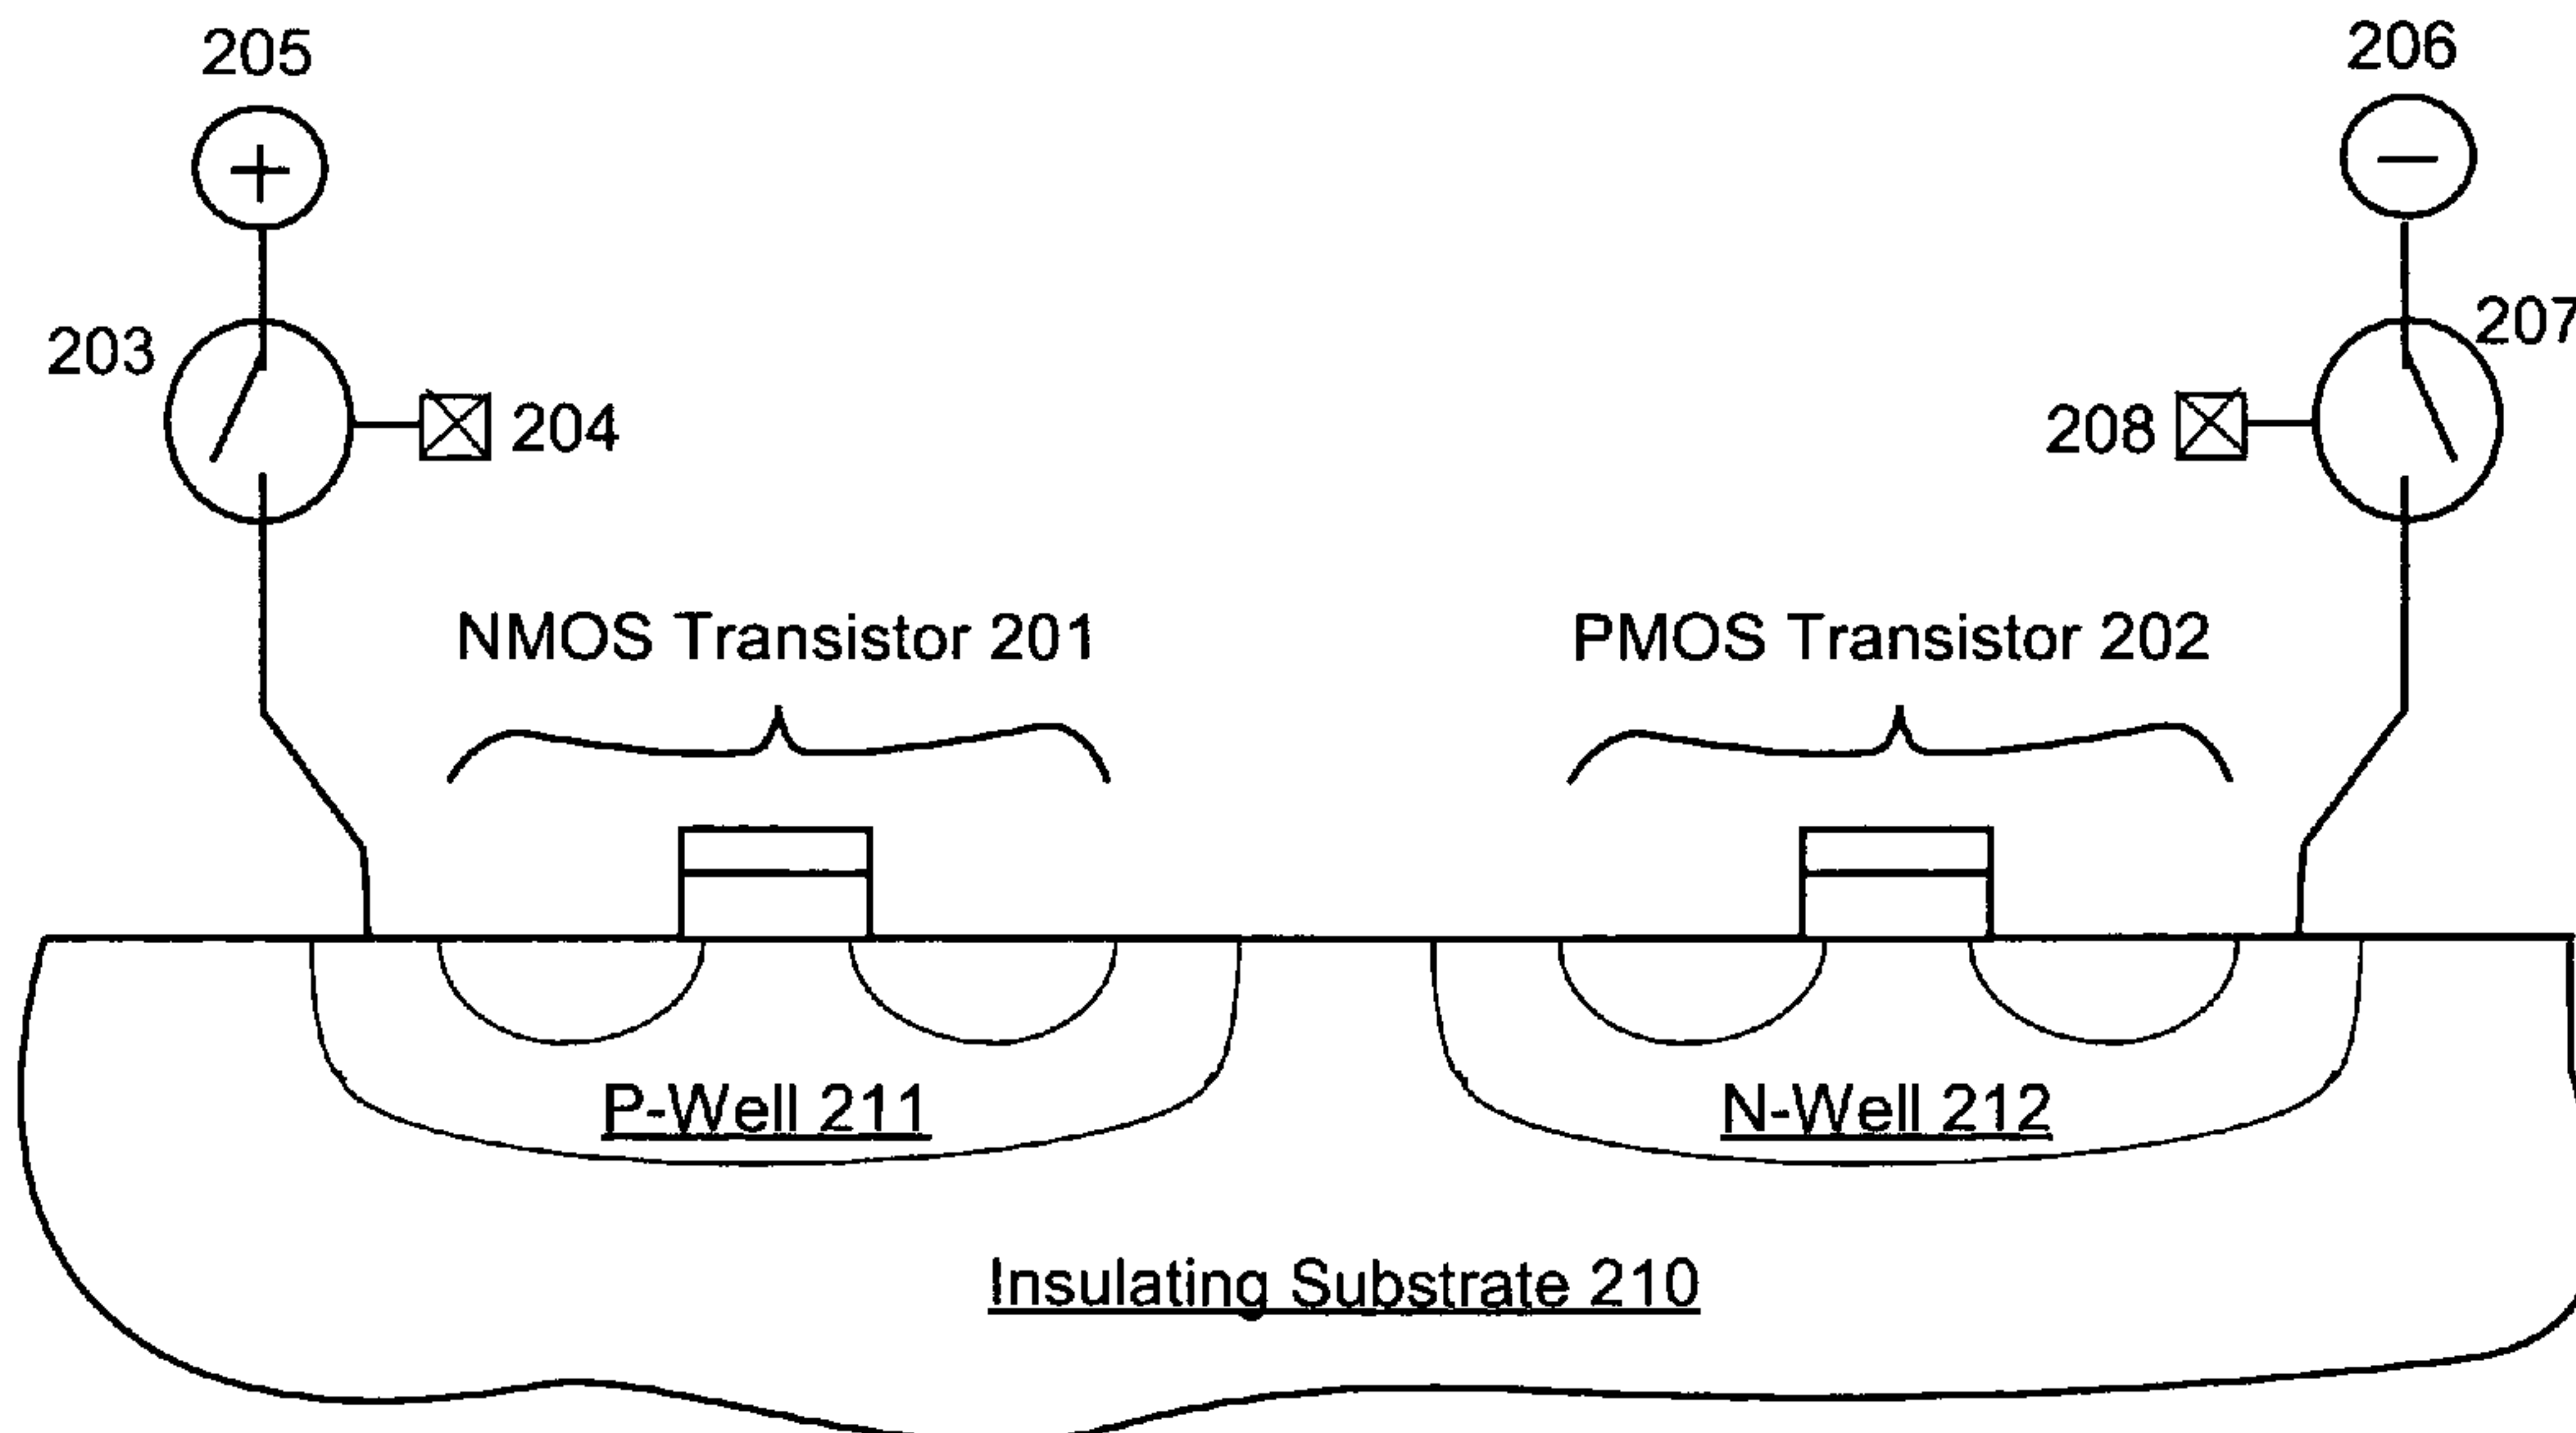 205
206
+
−
203
207
204
208
NMOS Transistor 201
PMOS Transistor 202
P-Well 211
N-Well 212
Insulating Substrate 210